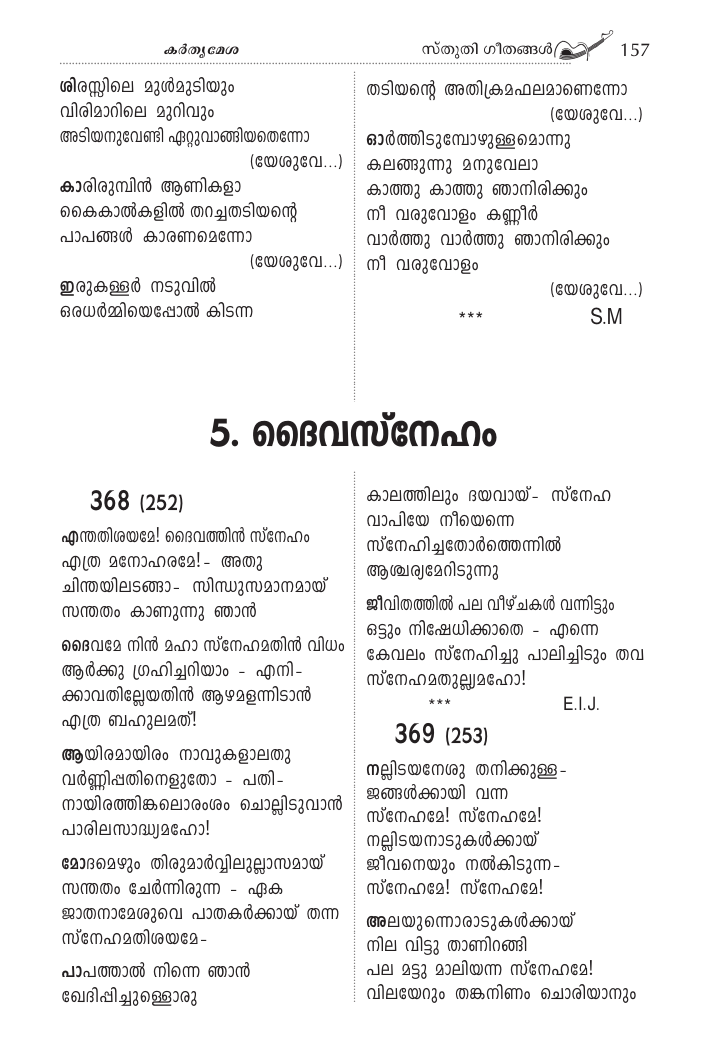 കർതൃമേശ
സ്തുതി ഗീതങ്ങൾ 157
ശിരസ്സിലെ മുൾമുടിയും
വിരിമാറിലെ മുറിവും
അടിയനുവേണ്ടി ഏറ്റുവാങ്ങിയതെന്നോ
(യേശുവേ...)
കാരിരുമ്പിൻ ആണികളാ
കൈകാൽകളിൽ തറച്ചതടിയന്റെ
പാപങ്ങൾ കാരണമെന്നോ
(യേശുവേ...)
ഇരുകള്ളർ നടുവിൽ
ഒരധർമ്മിയെപ്പോൽ കിടന്ന
തടിയന്റെ അതിക്രമഫലമാണെന്നോ
(യേശുവേ...)
ഓർത്തിടുമ്പോഴുള്ളമൊന്നു
കലങ്ങുന്നു മനുവേലാ
കാത്തു കാത്തു ഞാനിരിക്കും
നീ വരുവോളം കണ്ണീർ
വാർത്തു വാർത്തു ഞാനിരിക്കും
നീ വരുവോളം
(യേശുവേ...)
*** S.M
5. ദൈവസ്നേഹം
368 (252)
എന്തതിശയമേ! ദൈവത്തിൻ സ്നേഹം
എത്ര മനോഹരമേ!- അതു
ചിന്തയിലടങ്ങാ- സിന്ധുസമാനമായ്
സന്തതം കാണുന്നു ഞാൻ
ദൈവമേ നിൻ മഹാ സ്നേഹമതിൻ വിധം
ആർക്കു ഗ്രഹിച്ചറിയാം - എനി-
ക്കാവതില്ലേയതിൻ ആഴമളന്നിടാൻ
എത്ര ബഹുലമത്!
ആയിരമായിരം നാവുകളാലതു
വർണ്ണിപ്പതിനെളുതോ - പതി-
നായിരത്തിങ്കലൊരംശം ചൊല്ലിടുവാൻ
പാരിലസാദ്ധ്യമഹോ!
മോദമെഴും തിരുമാർവ്വിലുല്ലാസമായ്
സന്തതം ചേർന്നിരുന്ന - ഏക
ജാതനാമേശുവെ പാതകർക്കായ് തന്ന
സ്നേഹമതിശയമേ-
പാപത്താൽ നിന്നെ ഞാൻ
ഖേദിപ്പിച്ചുള്ളൊരു
കാലത്തിലും ദയവായ്- സ്നേഹ
വാപിയേ നീയെന്നെ
സ്നേഹിച്ചതോർത്തെന്നിൽ
ആശ്ചര്യമേറിടുന്നു
ജീവിതത്തിൽ പല വീഴ്ചകൾ വന്നിട്ടും
ഒട്ടും നിഷേധിക്കാതെ - എന്നെ
കേവലം സ്നേഹിച്ചു പാലിച്ചിടും തവ
സ്നേഹമതുല്ല്യമഹോ!
*** E.I.J.
369 (253)
നല്ലിടയനേശു തനിക്കുള്ള-
ജങ്ങൾക്കായി വന്ന
സ്നേഹമേ! സ്നേഹമേ!
നല്ലിടയനാടുകൾക്കായ്
ജീവനെയും നൽകിടുന്ന-
സ്നേഹമേ! സ്നേഹമേ!
അലയുന്നൊരാടുകൾക്കായ്
നില വിട്ടു താണിറങ്ങി
പല മട്ടു മാലിയന്ന സ്നേഹമേ!
വിലയേറും തങ്കനിണം ചൊരിയാനും